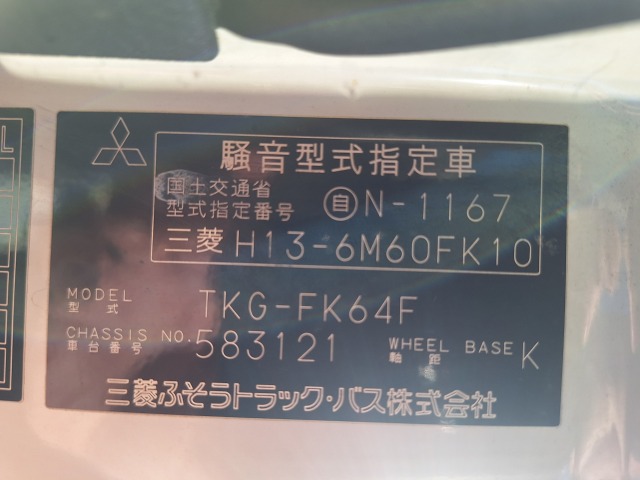 騒音型式指定車
国土交通省
型式指定番号 自N-1167
三菱 H13-6M60FK10
MODEL
型式 TKG-FK64F
CHASSIS NO.
車台番号 583121 WHEEL BASE
軸距 K
三菱ふそうトラック・バス株式会社
L